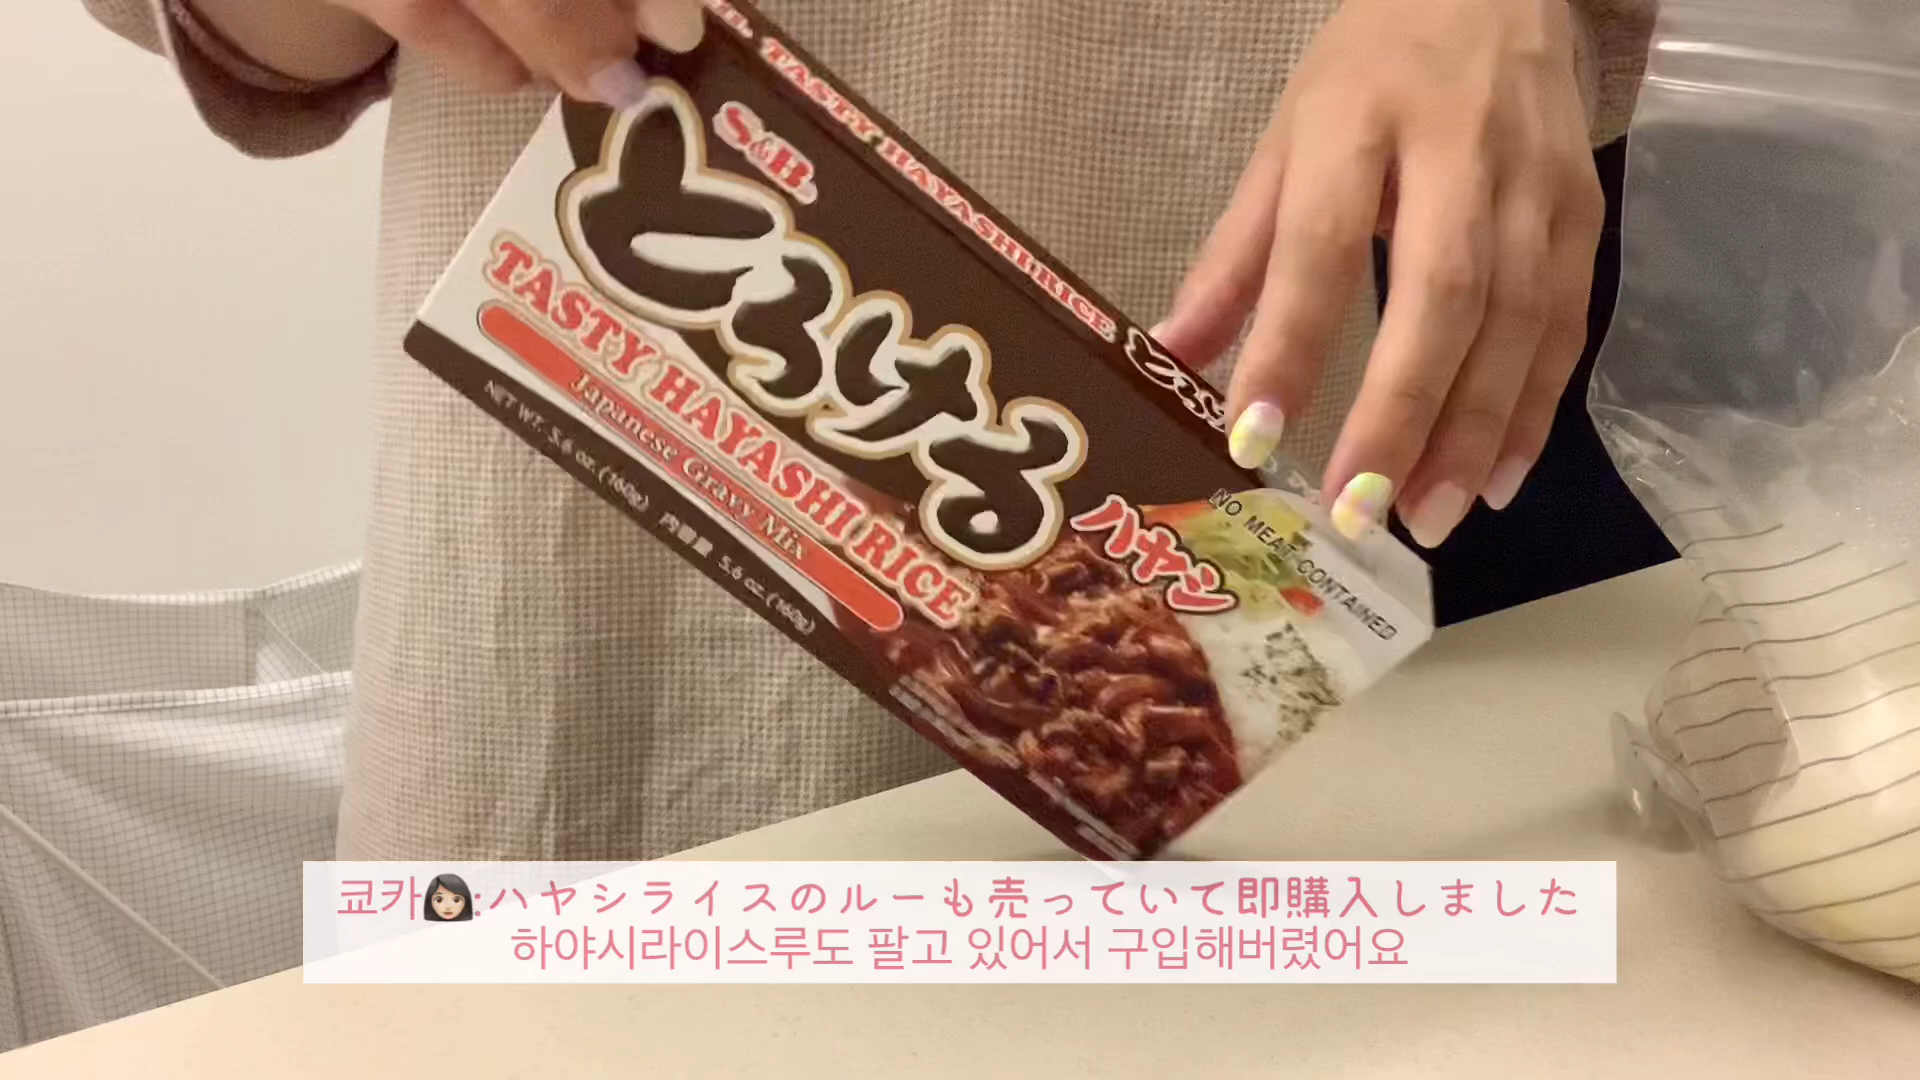 S&B TASTY HAYASHI RICE
S&B
とろける
TASTY HAYASHI RICE
Japanese Gravy Mix
NET WT. 5.6 oz. (160g) 内容量 5.6 oz. (160g)
ハヤシ
NO MEAT CONTAINED
쿄카👩🏻:ハヤシライスのルーも売っていて即購入しました
하야시라이스루도 팔고 있어서 구입해버렸어요